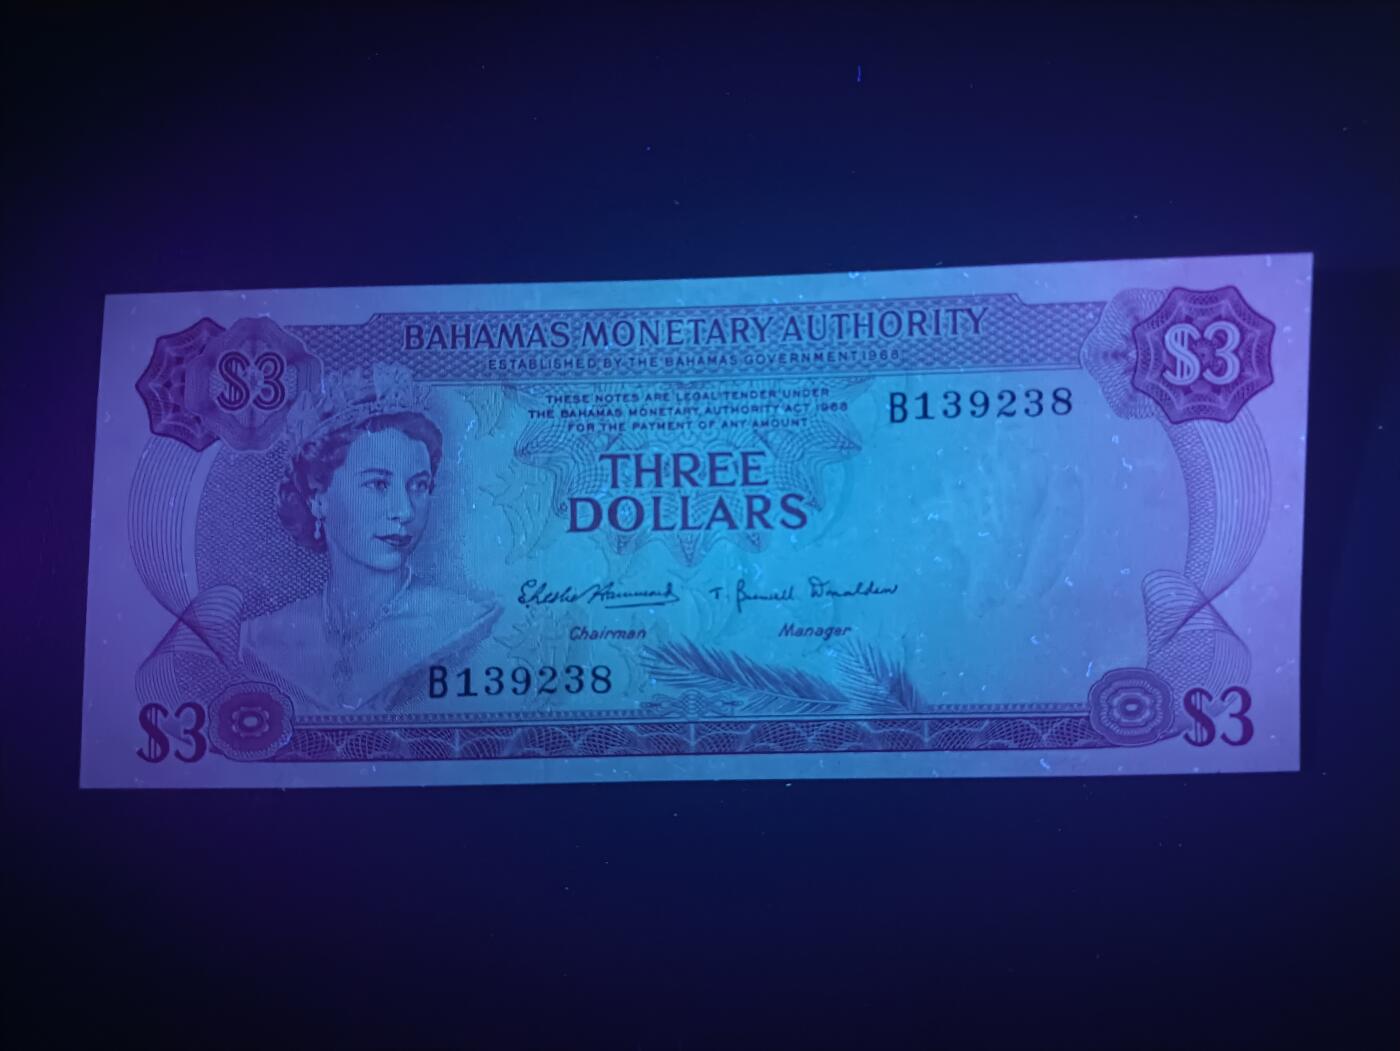 BAHAMAS MONETARY AUTHORITY
ESTABLISHED BY THE BAHAMAS GOVERNMENT 1968
$3
$3
THESE NOTES ARE LEGAL TENDER UNDER
THE BAHAMAS MONETARY AUTHORITY ACT 1968
FOR THE PAYMENT OF ANY AMOUNT
B139238
THREE
DOLLARS
Chairman
Manager
B139238
$3
$3